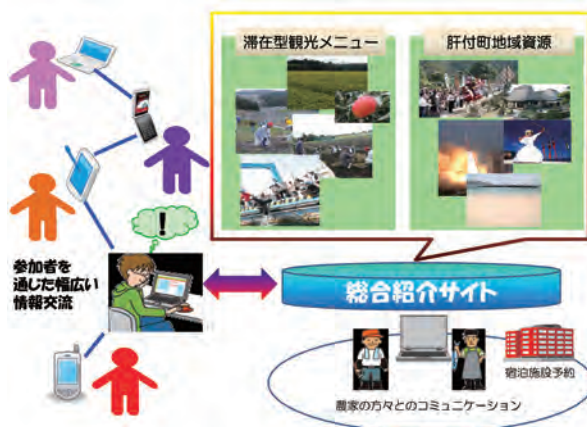 滞在型観光メニュー
肝付町地域資源
!
参加者を
通じた幅広い
情報交流
総合紹介サイト
宿泊施設予約
農家の方々とのコミュニケーション